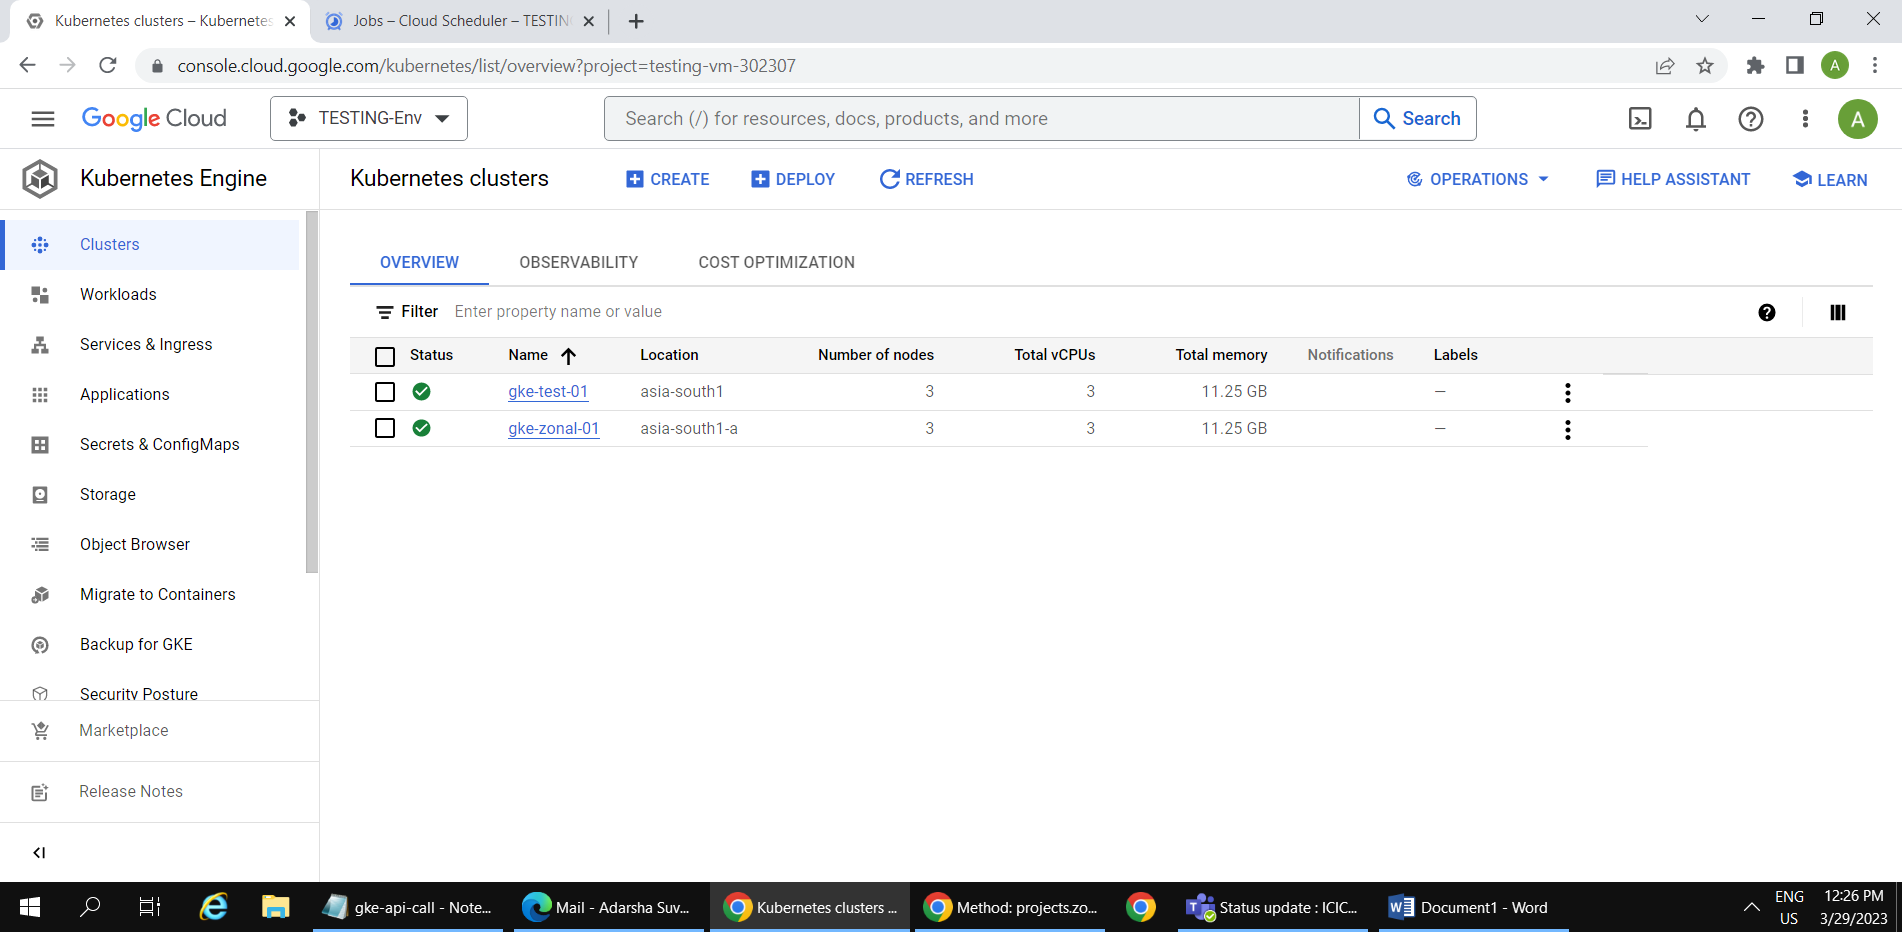 Kubernetes clusters – Kubernetes
Jobs – Cloud Scheduler – TESTIN
console.cloud.google.com/kubernetes/list/overview?project=testing-vm-302307
A
Google Cloud
TESTING-Env
Search (/) for resources, docs, products, and more
Search
A
Kubernetes Engine
Kubernetes clusters
CREATE
DEPLOY
REFRESH
OPERATIONS
HELP ASSISTANT
LEARN
Clusters
Workloads
Services & Ingress
Applications
Secrets & ConfigMaps
Storage
Object Browser
Migrate to Containers
Backup for GKE
Security Posture
Marketplace
Release Notes
OVERVIEW OBSERVABILITY COST OPTIMIZATION
Filter Enter property name or value
Status Name Location Number of nodes Total vCPUs Total memory Notifications Labels
gke-test-01 asia-south1 3 3 11.25 GB —
gke-zonal-01 asia-south1-a 3 3 11.25 GB —
gke-api-call - Note...
Mail - Adarsha Suv...
Kubernetes clusters ...
Method: projects.zo...
Status update : ICIC...
Document1 - Word
ENG
US
12:26 PM
3/29/2023